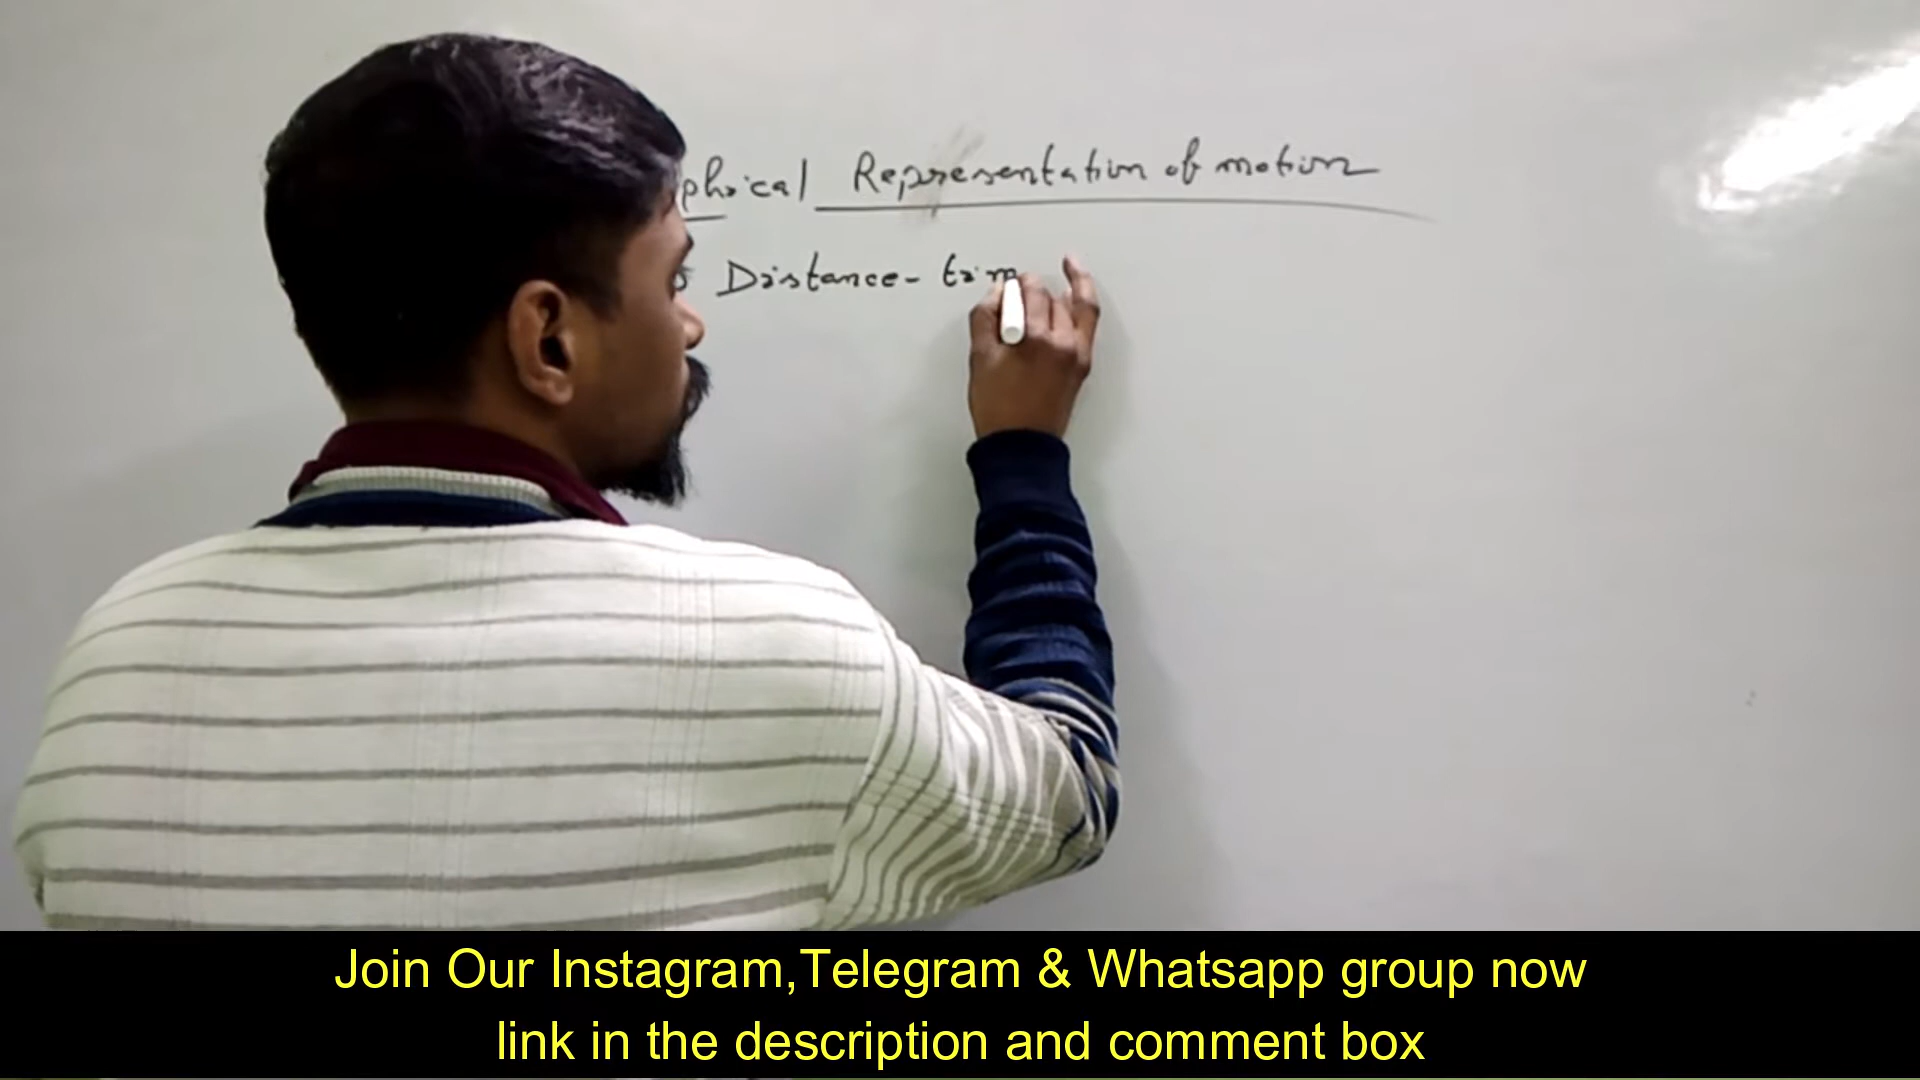 phical Representation of motion
Distance - tim
Join Our Instagram,Telegram & Whatsapp group now
link in the description and comment box